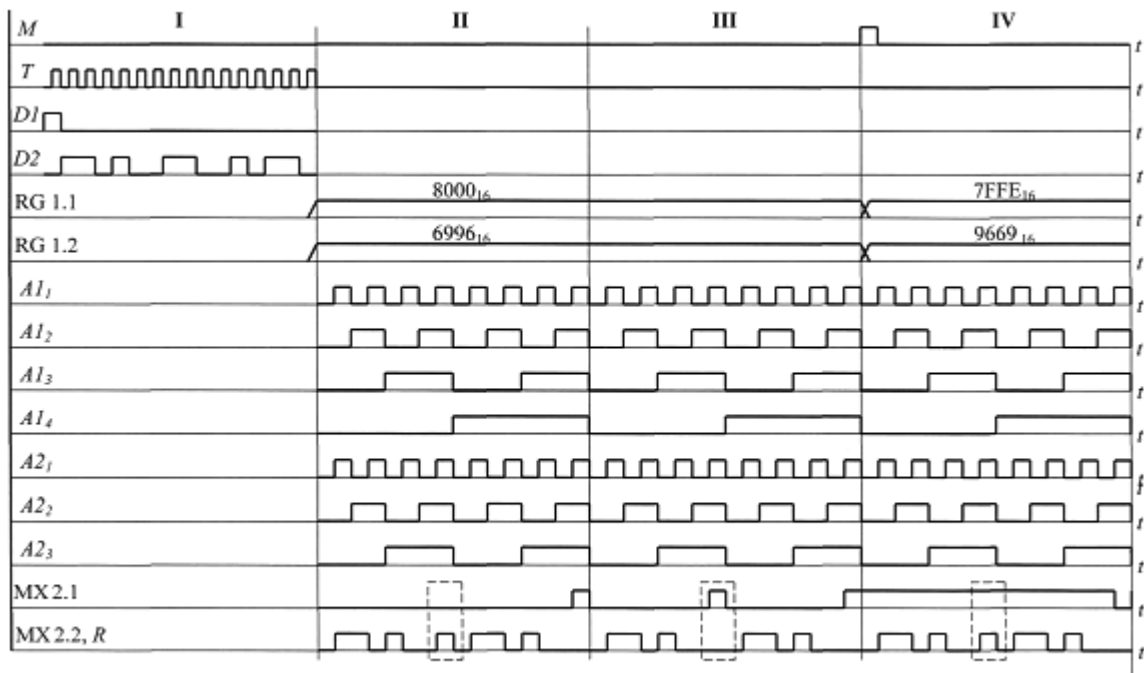 I II III IV
M t
T t
D1 t
D2 t
RG 1.1 8000₁₆ 7FFE₁₆ t
RG 1.2 6996₁₆ 9669₁₆ t
A1₁ t
A1₂ t
A1₃ t
A1₄ t
A2₁ t
A2₂ t
A2₃ t
MX 2.1 t
MX 2.2, R t